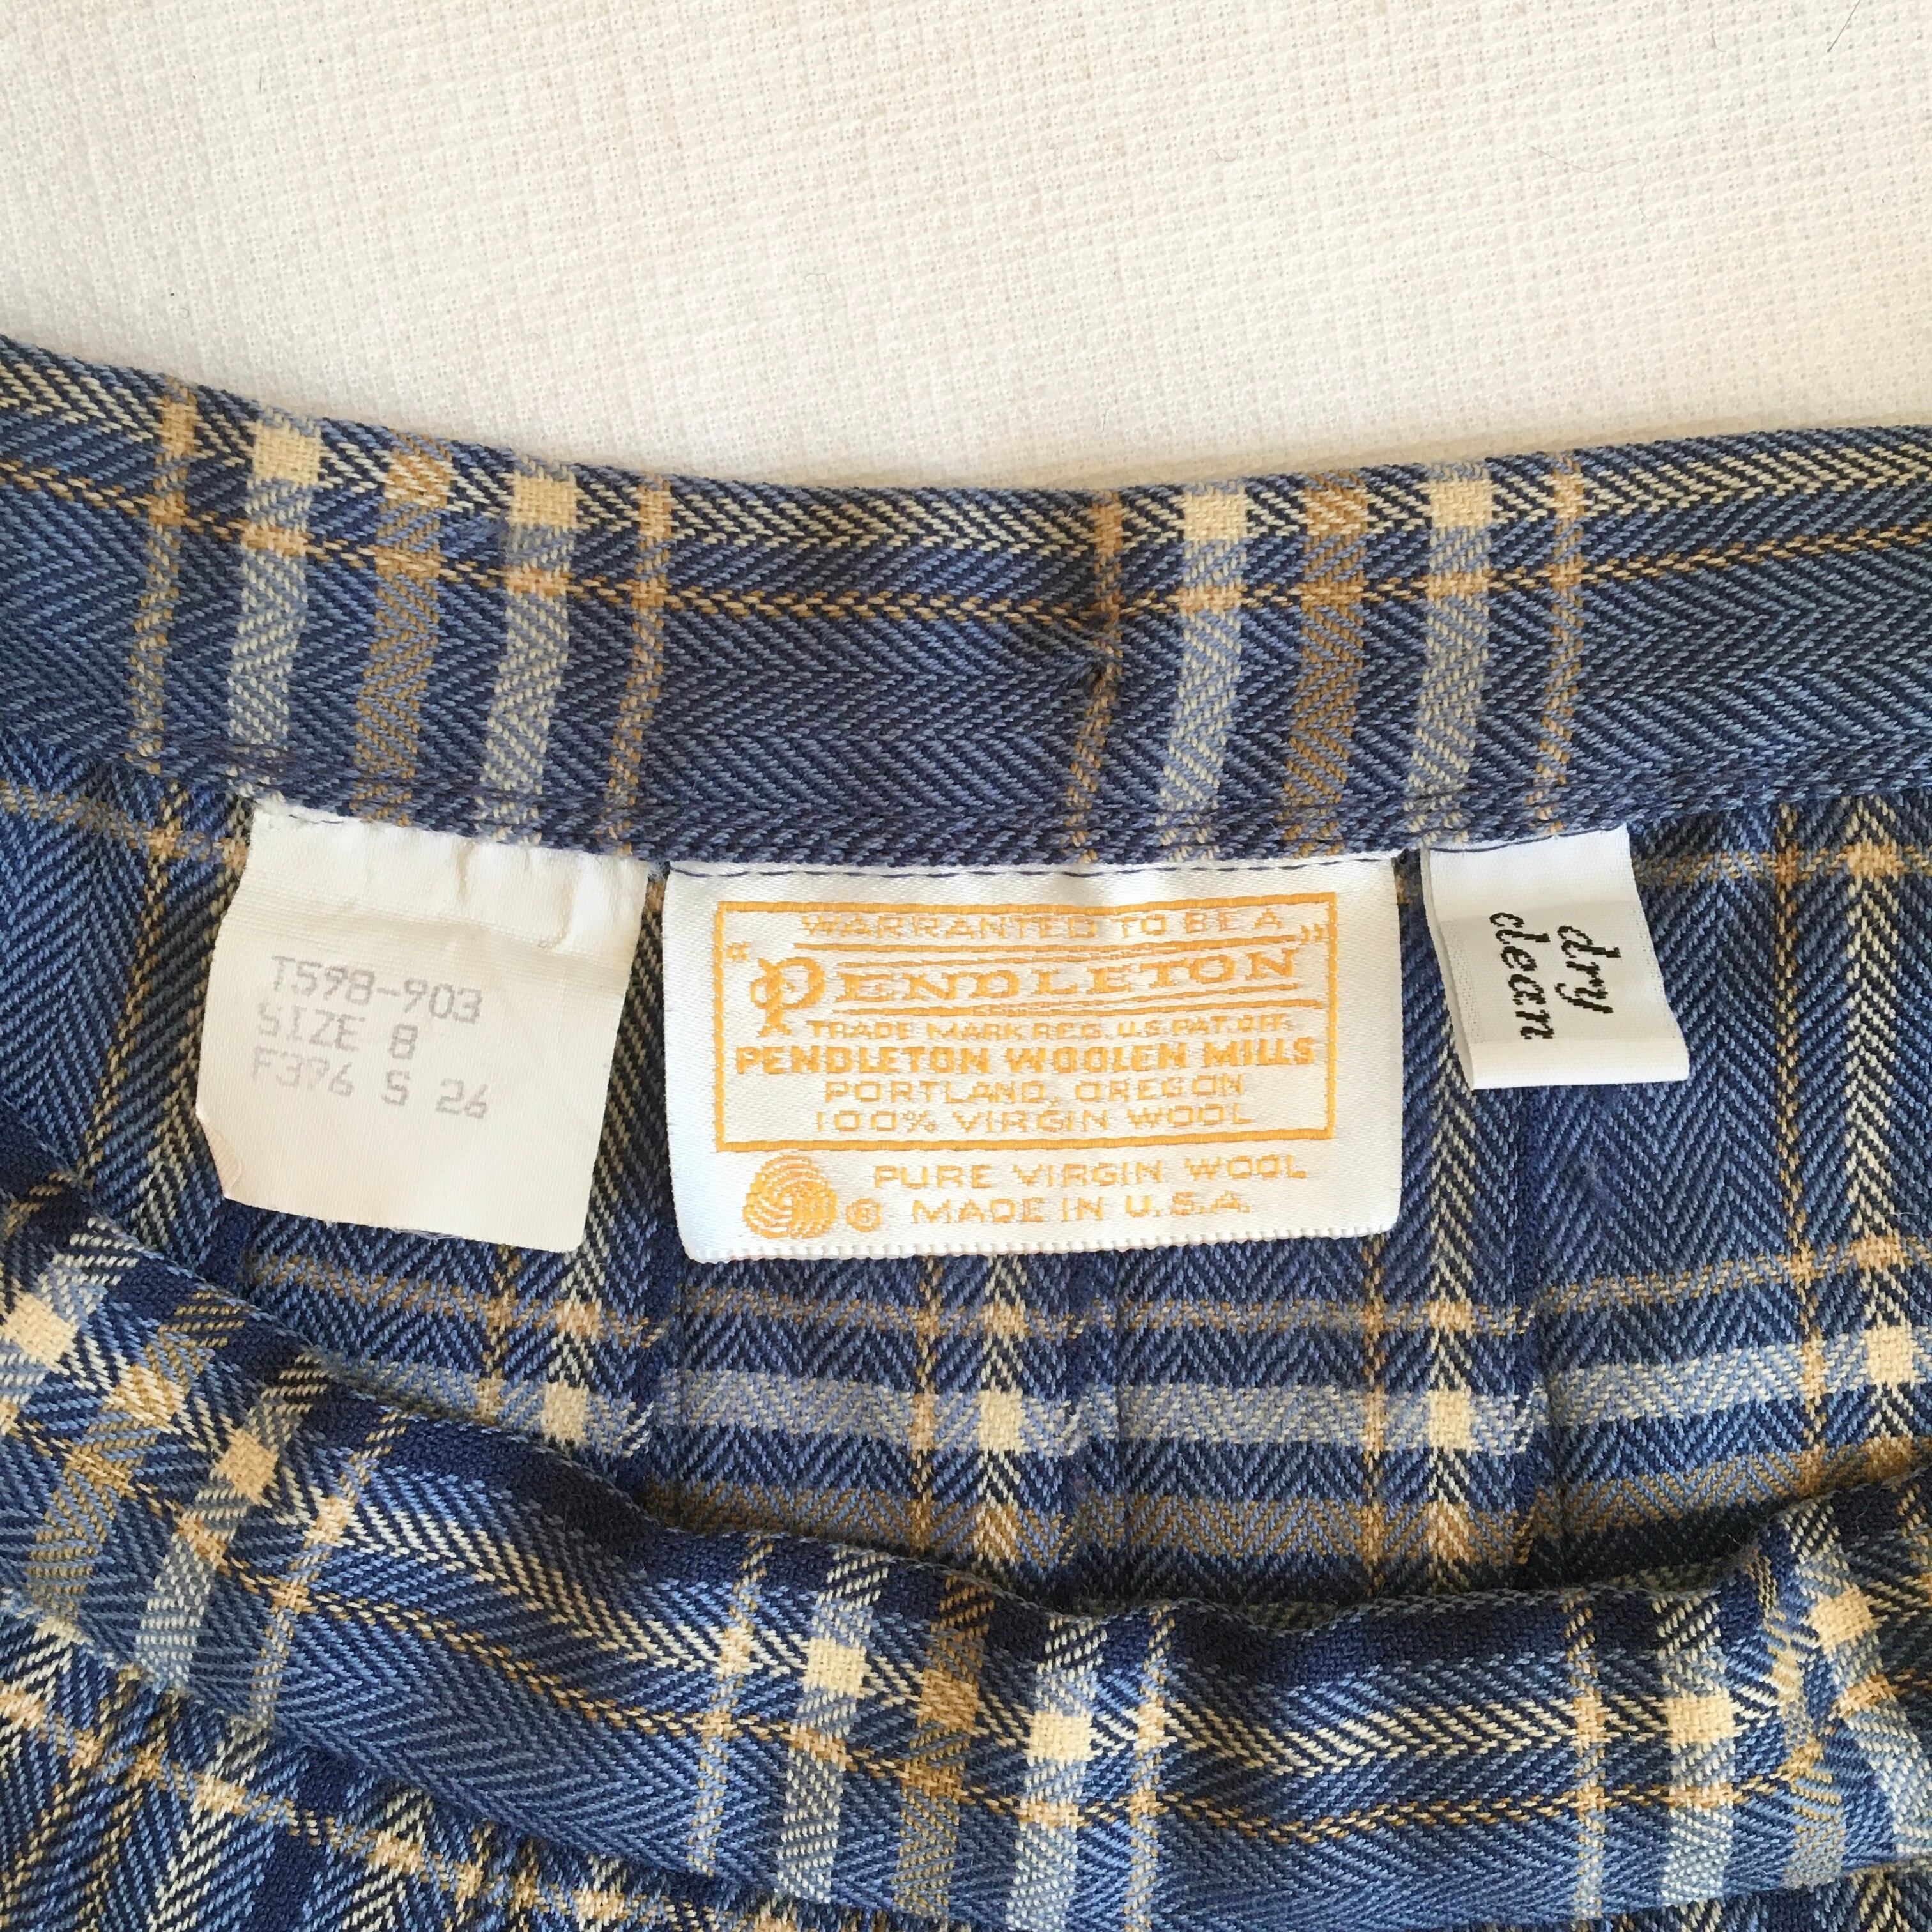 T598-903
SIZE 8
F396 S 26
WARRANTED TO BE A
"PENDLETON"
TRADE MARK REG. U.S. PAT. OFF.
PENDLETON WOOLEN MILLS
PORTLAND, OREGON
100% VIRGIN WOOL
PURE VIRGIN WOOL
® MADE IN U.S.A.
dry
clean